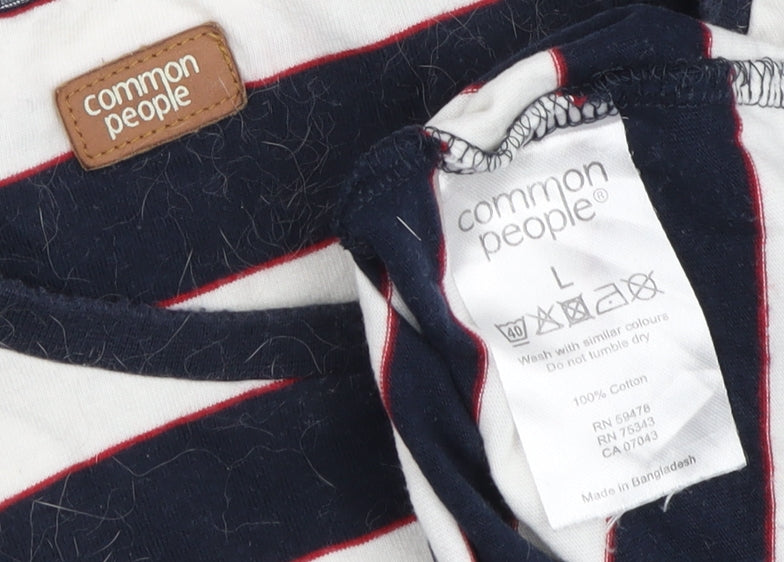 common
people
common
people®
L
40
Wash with similar colours
Do not tumble dry
100% Cotton
RN 59478
RN 75343
CA 07043
Made in Bangladesh